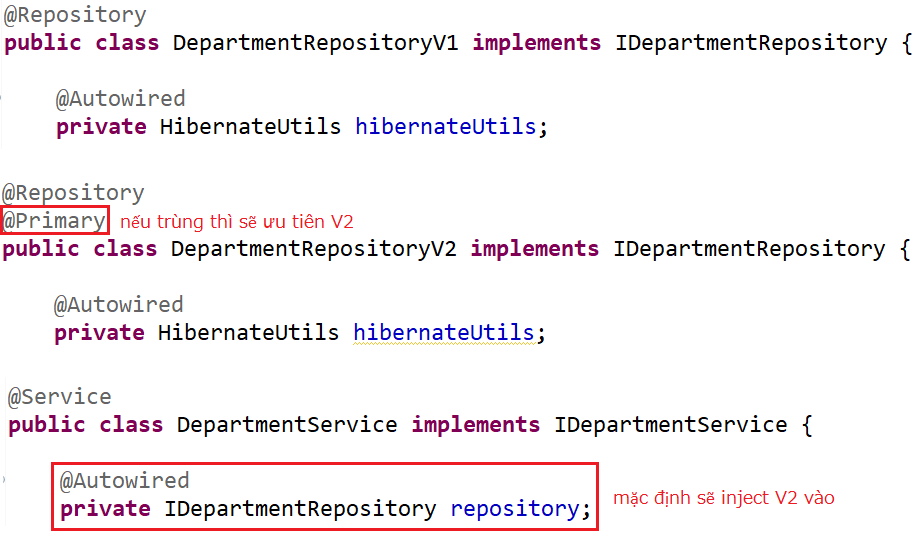 @Repository
public class DepartmentRepositoryV1 implements IDepartmentRepository {
@Autowired
private HibernateUtils hibernateUtils;
@Repository
@Primary nếu trùng thì sẽ ưu tiên V2
public class DepartmentRepositoryV2 implements IDepartmentRepository {
@Autowired
private HibernateUtils hibernateUtils;
@Service
public class DepartmentService implements IDepartmentService {
@Autowired
private IDepartmentRepository repository; mặc định sẽ inject V2 vào